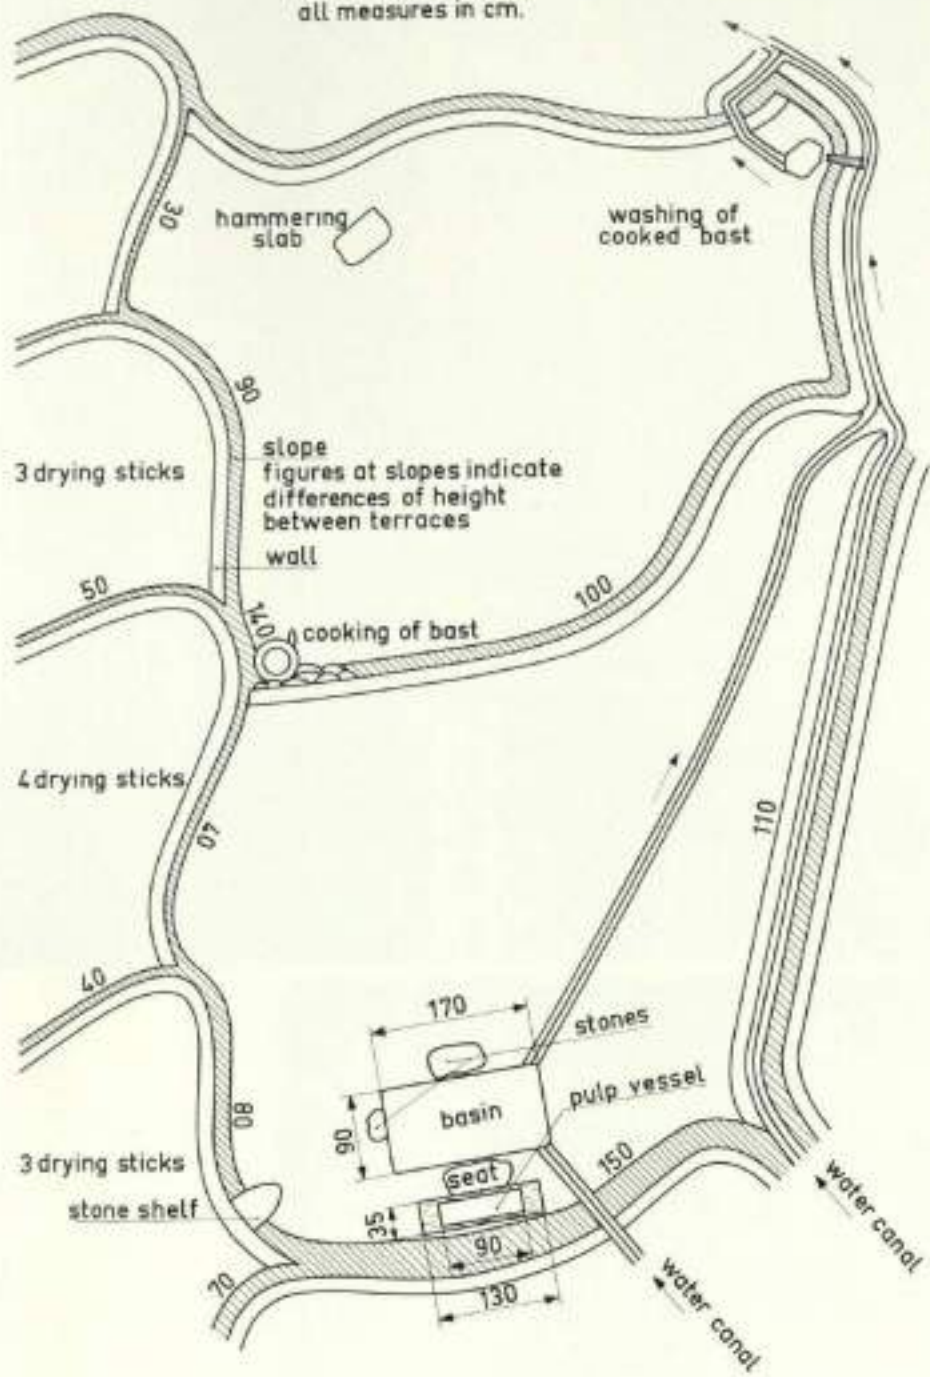 all measures in cm.
30
hammering
slab
washing of
cooked bast
90
3 drying sticks
slope
figures at slopes indicate
differences of height
between terraces
wall
50
140
cooking of bast
100
4 drying sticks
40
110
40
170
stones
pulp vessel
80
90
basin
3 drying sticks
seat
150
stone shelf
35
90
70
130
water canal
water canal